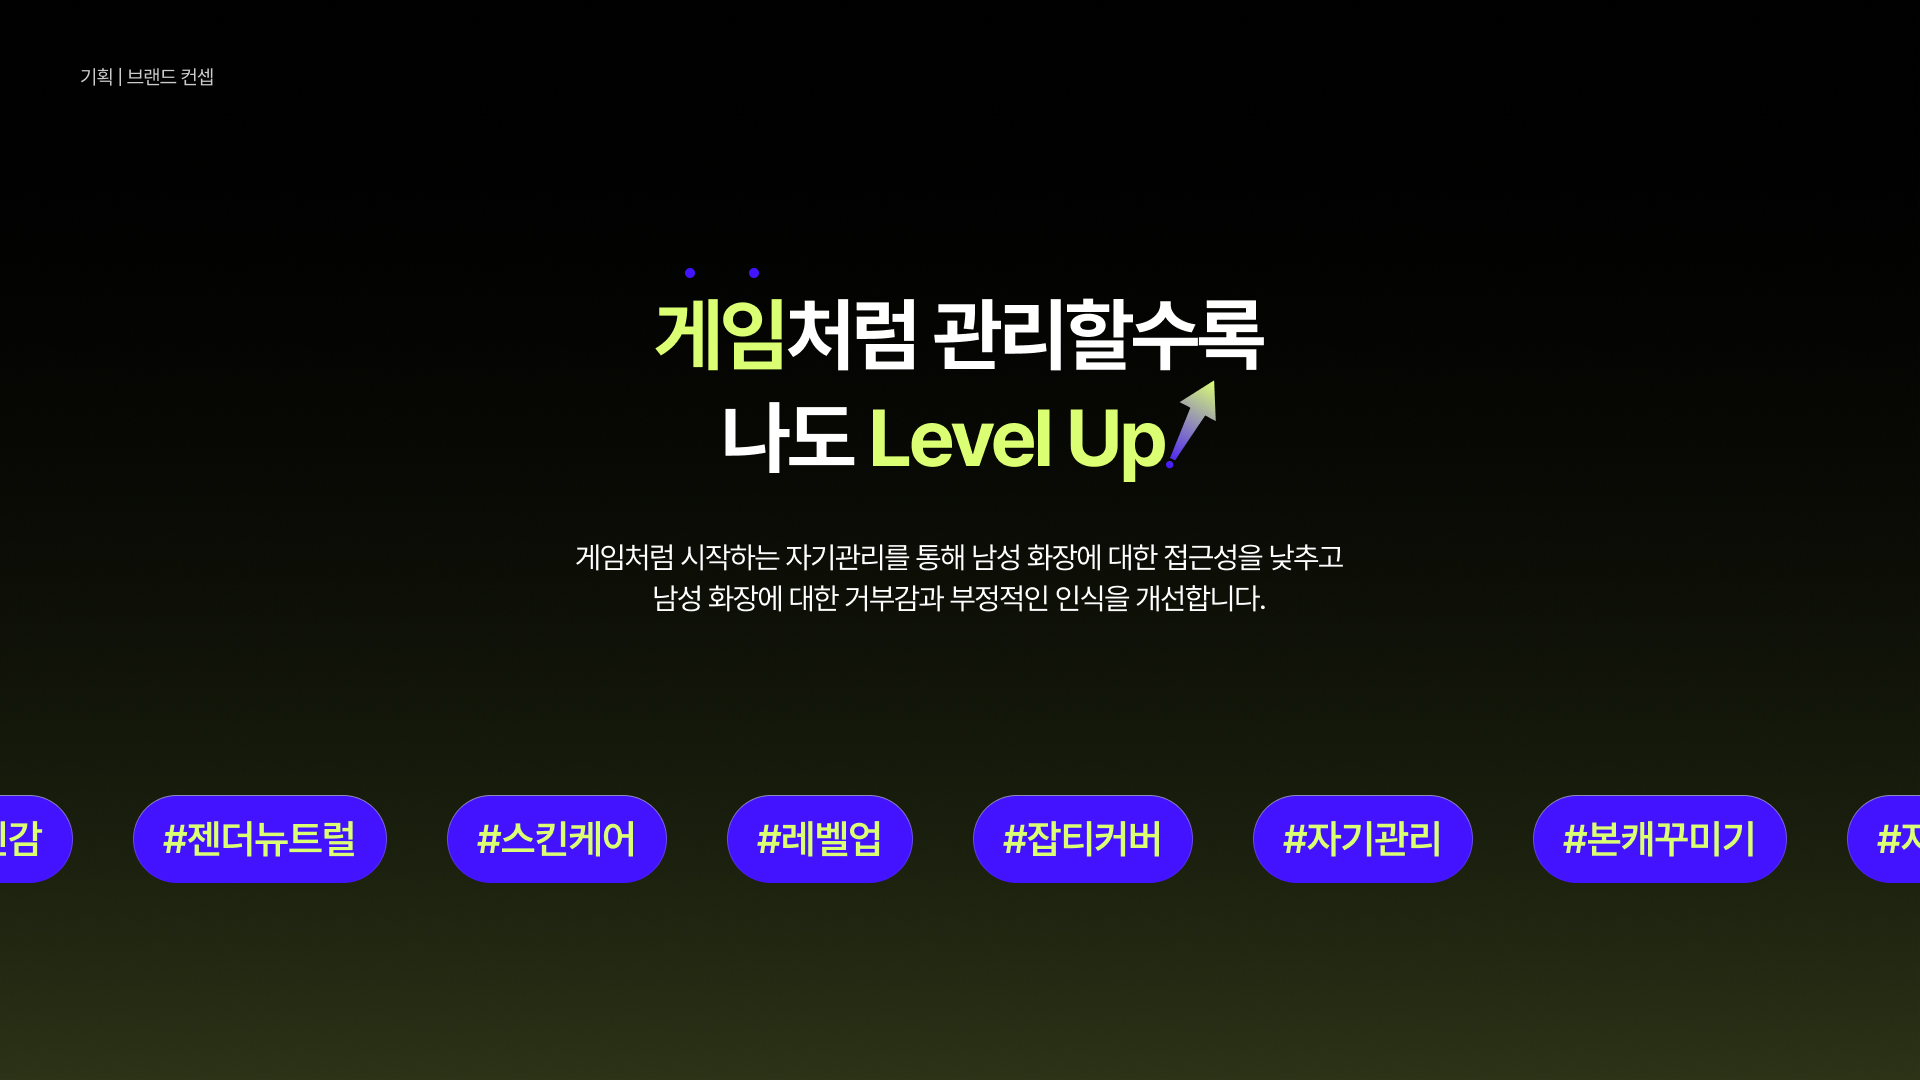 기획 | 브랜드 컨셉
게임처럼 관리할수록
나도 Level Up
게임처럼 시작하는 자기관리를 통해 남성 화장에 대한 접근성을 낮추고
남성 화장에 대한 거부감과 부정적인 인식을 개선합니다.
#젠더뉴트럴 #스킨케어 #레벨업 #잡티커버 #자기관리 #본캐꾸미기